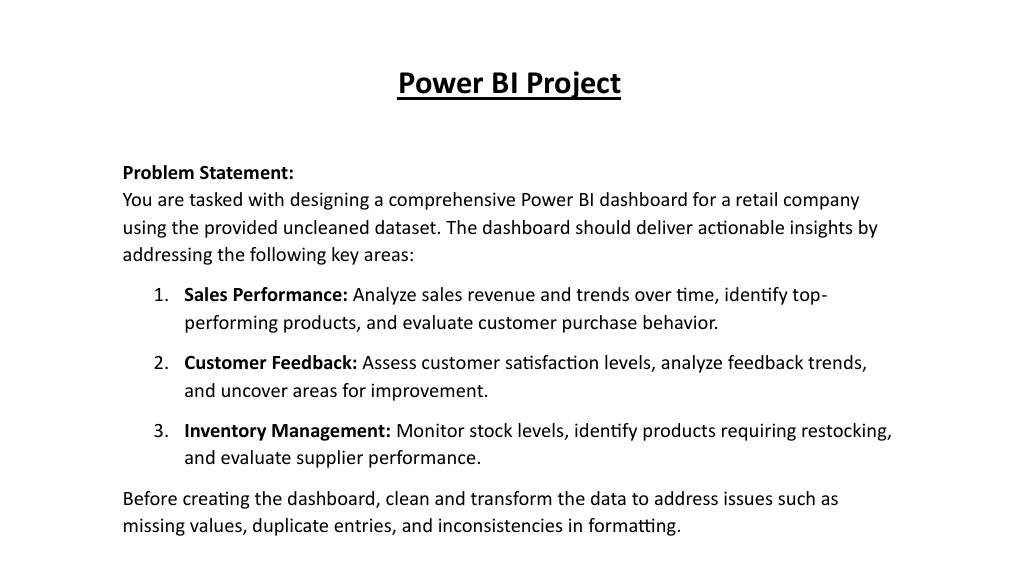 Power BI Project
Problem Statement:
You are tasked with designing a comprehensive Power BI dashboard for a retail company
using the provided uncleaned dataset. The dashboard should deliver actionable insights by
addressing the following key areas:
1. Sales Performance: Analyze sales revenue and trends over time, identify top-
performing products, and evaluate customer purchase behavior.
2. Customer Feedback: Assess customer satisfaction levels, analyze feedback trends,
and uncover areas for improvement.
3. Inventory Management: Monitor stock levels, identify products requiring restocking,
and evaluate supplier performance.
Before creating the dashboard, clean and transform the data to address issues such as
missing values, duplicate entries, and inconsistencies in formatting.